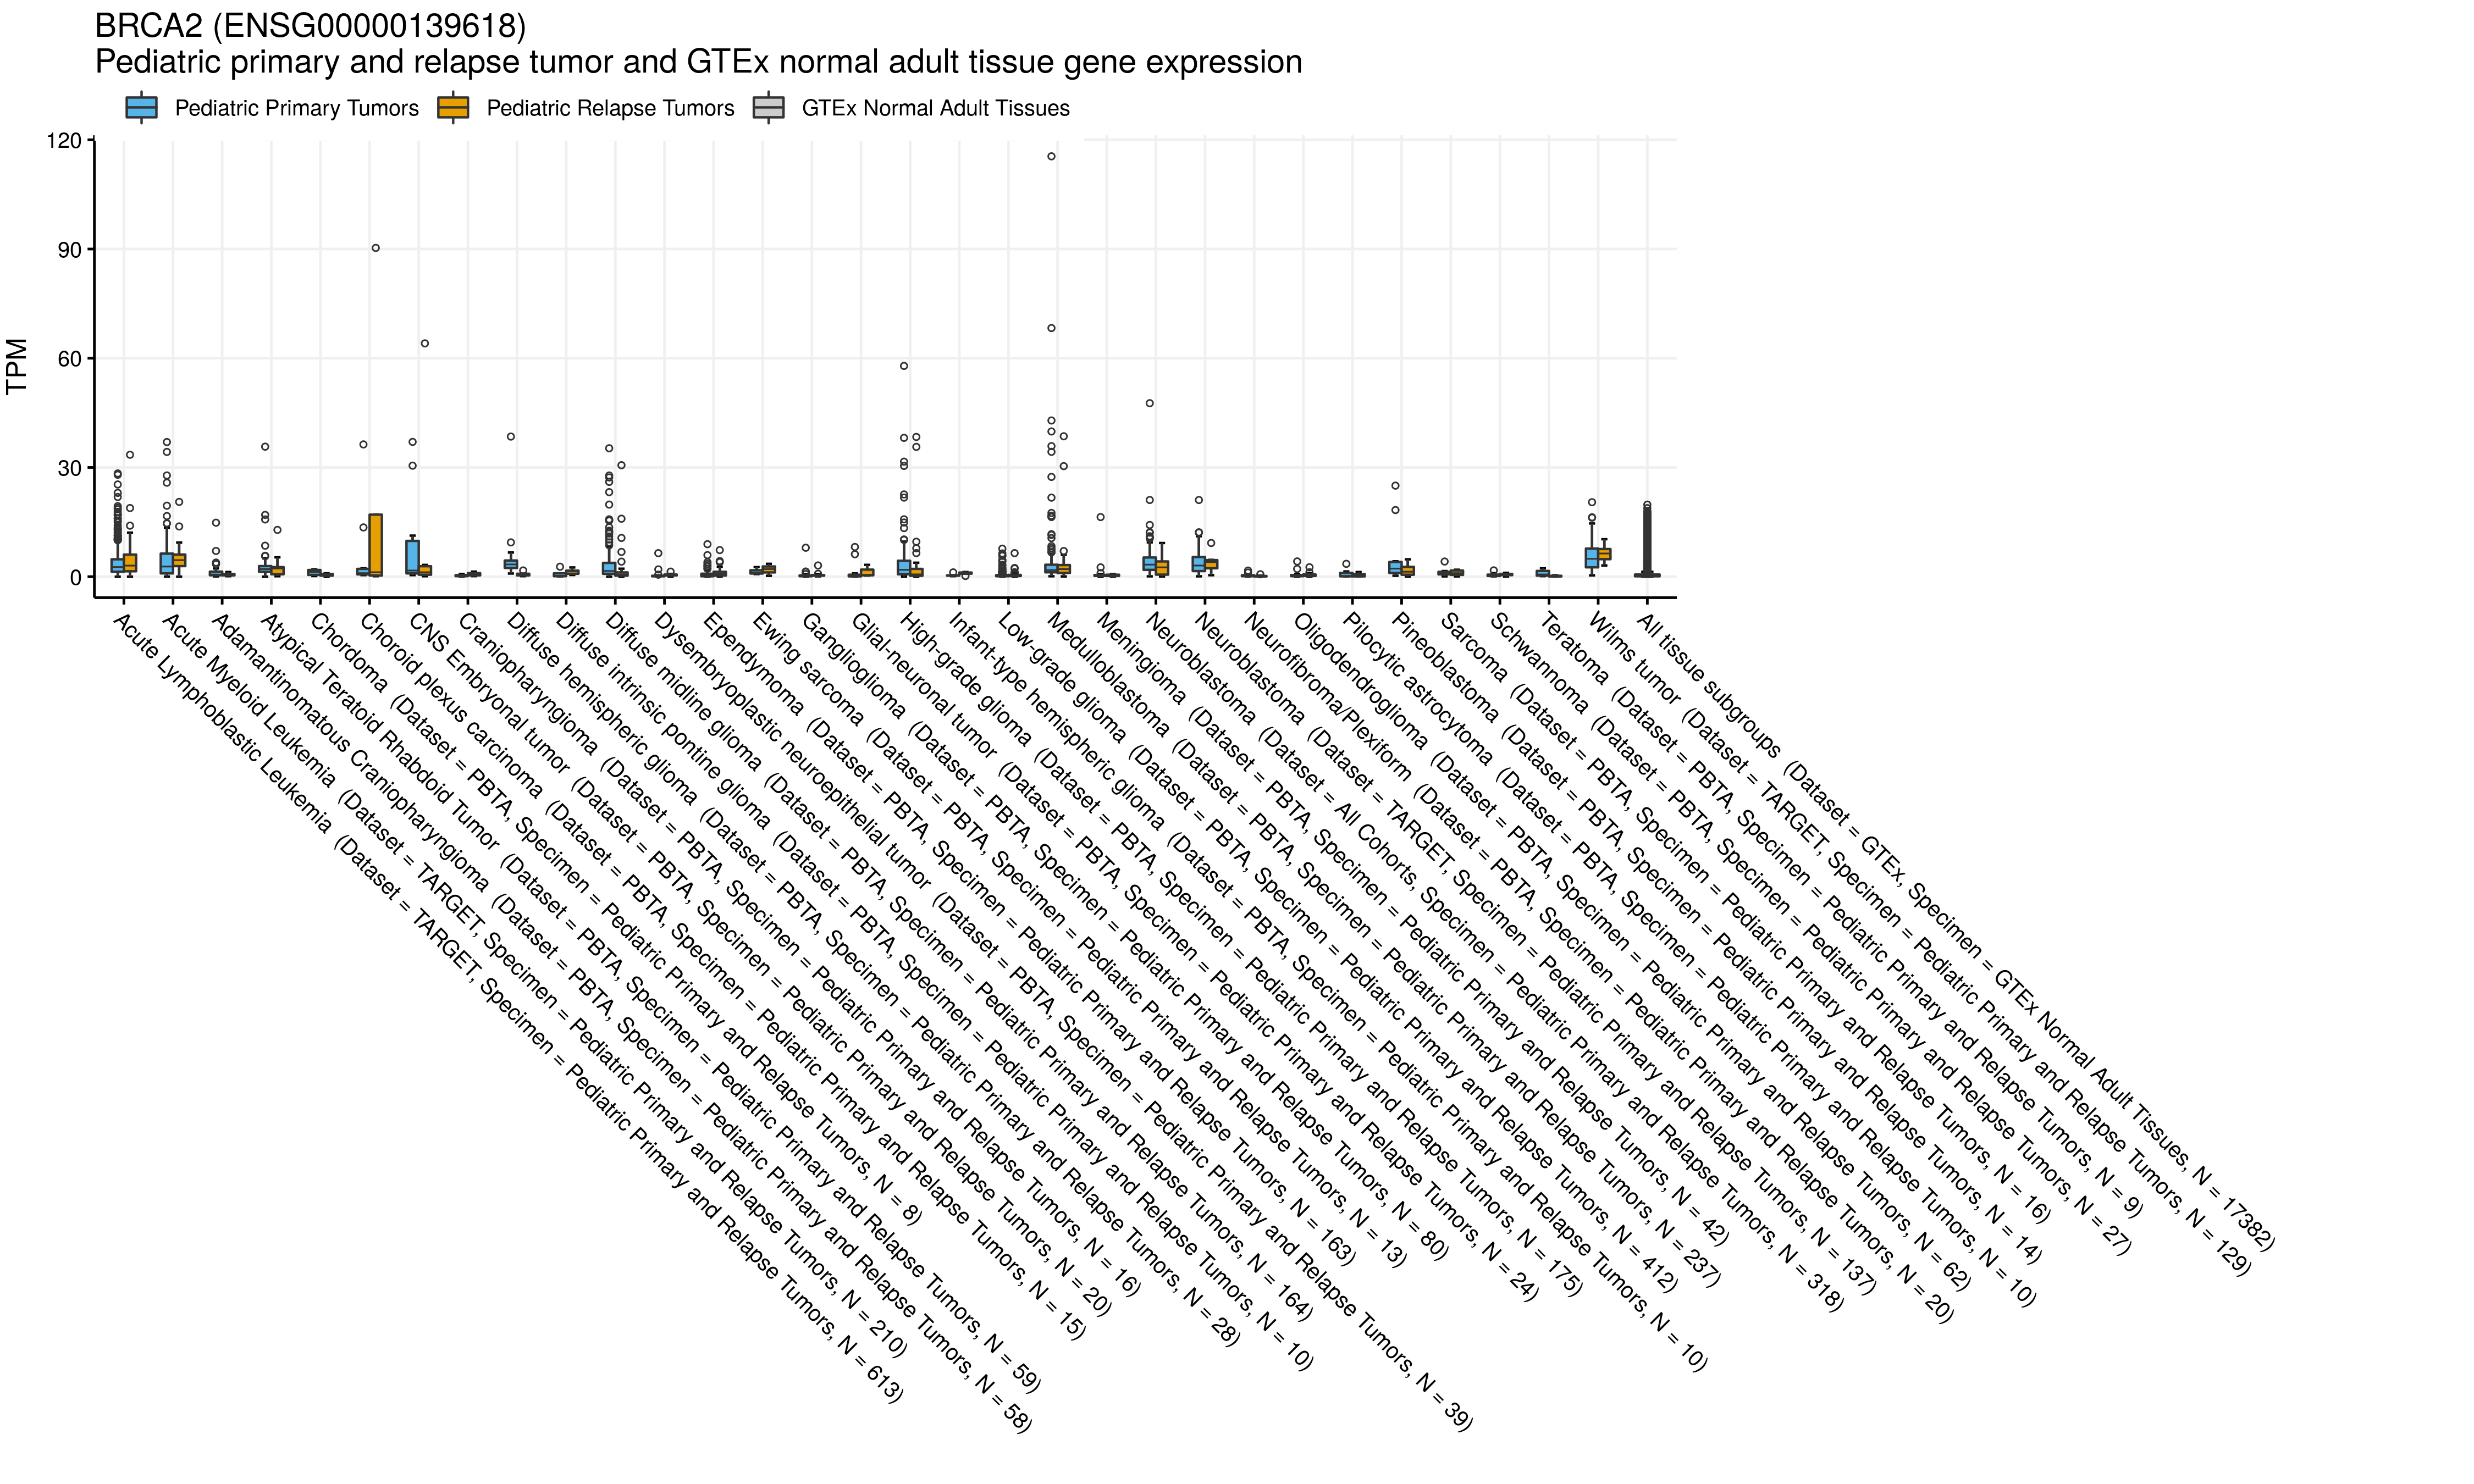 BRCA2 (ENSG00000139618)
Pediatric primary and relapse tumor and GTEx normal adult tissue gene expression
Pediatric Primary Tumors
Pediatric Relapse Tumors
GTEx Normal Adult Tissues
TPM
120
90
60
30
0
Acute Lymphoblastic Leukemia (Dataset = TARGET, Specimen = Pediatric Primary and Relapse Tumors, N = 613)
Acute Myeloid Leukemia (Dataset = TARGET, Specimen = Pediatric Primary and Relapse Tumors, N = 210)
Adamantinomatous Craniopharyngioma (Dataset = PBTA, Specimen = Pediatric Primary and Relapse Tumors, N = 58)
Atypical Teratoid Rhabdoid Tumor (Dataset = PBTA, Specimen = Pediatric Primary and Relapse Tumors, N = 59)
Chordoma (Dataset = PBTA, Specimen = Pediatric Primary and Relapse Tumors, N = 8)
Choroid plexus carcinoma (Dataset = PBTA, Specimen = Pediatric Primary and Relapse Tumors, N = 15)
CNS Embryonal tumor (Dataset = PBTA, Specimen = Pediatric Primary and Relapse Tumors, N = 20)
Craniopharyngioma (Dataset = PBTA, Specimen = Pediatric Primary and Relapse Tumors, N = 16)
Diffuse hemispheric glioma (Dataset = PBTA, Specimen = Pediatric Primary and Relapse Tumors, N = 28)
Diffuse intrinsic pontine glioma (Dataset = PBTA, Specimen = Pediatric Primary and Relapse Tumors, N = 10)
Diffuse midline glioma (Dataset = PBTA, Specimen = Pediatric Primary and Relapse Tumors, N = 164)
Dysembryoplastic neuroepithelial tumor (Dataset = PBTA, Specimen = Pediatric Primary and Relapse Tumors, N = 39)
Ependymoma (Dataset = PBTA, Specimen = Pediatric Primary and Relapse Tumors, N = 163)
Ewing sarcoma (Dataset = PBTA, Specimen = Pediatric Primary and Relapse Tumors, N = 13)
Ganglioglioma (Dataset = PBTA, Specimen = Pediatric Primary and Relapse Tumors, N = 80)
Glial-neuronal tumor (Dataset = PBTA, Specimen = Pediatric Primary and Relapse Tumors, N = 24)
High-grade glioma (Dataset = PBTA, Specimen = Pediatric Primary and Relapse Tumors, N = 175)
Infant-type hemispheric glioma (Dataset = PBTA, Specimen = Pediatric Primary and Relapse Tumors, N = 10)
Low-grade glioma (Dataset = PBTA, Specimen = Pediatric Primary and Relapse Tumors, N = 412)
Medulloblastoma (Dataset = PBTA, Specimen = Pediatric Primary and Relapse Tumors, N = 237)
Meningioma (Dataset = PBTA, Specimen = Pediatric Primary and Relapse Tumors, N = 42)
Neuroblastoma (Dataset = All Cohorts, Specimen = Pediatric Primary and Relapse Tumors, N = 318)
Neuroblastoma (Dataset = TARGET, Specimen = Pediatric Primary and Relapse Tumors, N = 137)
Neurofibroma/Plexiform (Dataset = PBTA, Specimen = Pediatric Primary and Relapse Tumors, N = 20)
Oligodendroglioma (Dataset = PBTA, Specimen = Pediatric Primary and Relapse Tumors, N = 62)
Pilocytic astrocytoma (Dataset = PBTA, Specimen = Pediatric Primary and Relapse Tumors, N = 10)
Pineoblastoma (Dataset = PBTA, Specimen = Pediatric Primary and Relapse Tumors, N = 14)
Sarcoma (Dataset = PBTA, Specimen = Pediatric Primary and Relapse Tumors, N = 16)
Schwannoma (Dataset = PBTA, Specimen = Pediatric Primary and Relapse Tumors, N = 27)
Teratoma (Dataset = PBTA, Specimen = Pediatric Primary and Relapse Tumors, N = 9)
Wilms tumor (Dataset = TARGET, Specimen = Pediatric Primary and Relapse Tumors, N = 129)
All tissue subgroups (Dataset = GTEx, Specimen = GTEx Normal Adult Tissues, N = 17382)